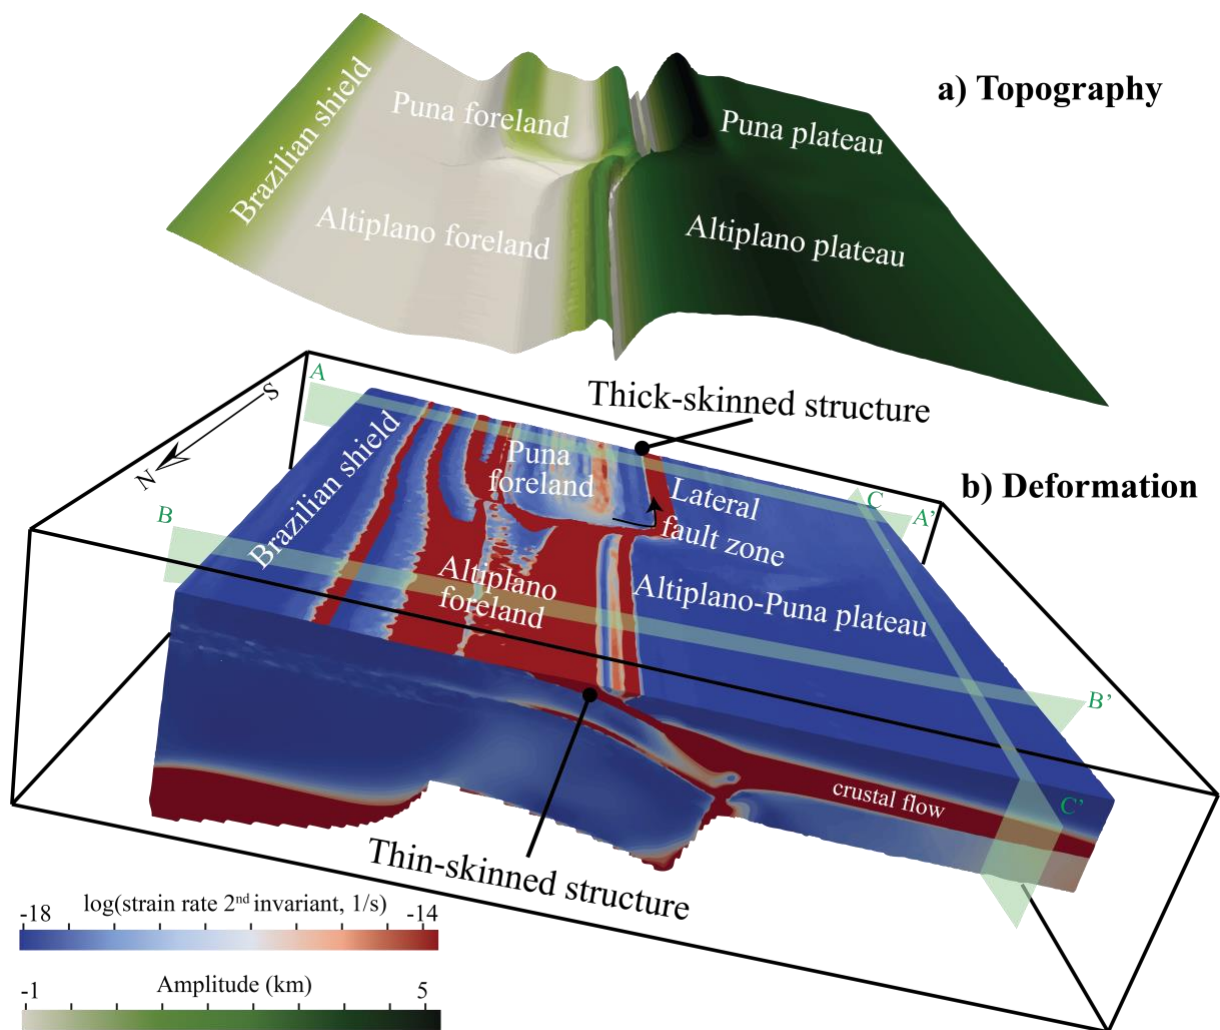 a) Topography
Brazilian shield
Puna foreland
Puna plateau
Altiplano foreland
Altiplano plateau
Thick-skinned structure
A
S
N
b) Deformation
Puna
foreland
Lateral
fault zone
C
A'
B
Brazilian shield
Altiplano
foreland
Altiplano-Puna plateau
B'
crustal flow
C'
Thin-skinned structure
log(strain rate 2nd invariant, 1/s)
-18
-14
Amplitude (km)
-1
5